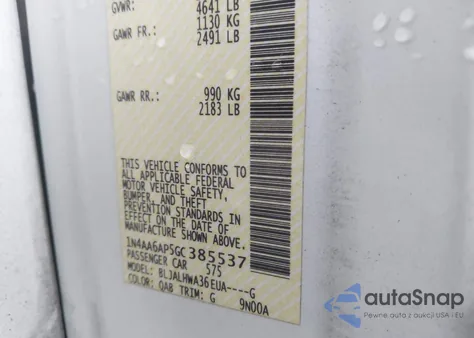 GVWR: 4641 LB
1130 KG
GAWR FR.: 2491 LB
990 KG
GAWR RR.: 2183 LB
THIS VEHICLE CONFORMS TO
ALL APPLICABLE FEDERAL
MOTOR VEHICLE SAFETY,
BUMPER, AND THEFT
PREVENTION STANDARDS IN
EFFECT ON THE DATE OF
MANUFACTURE SHOWN ABOVE.
1N4AA6AP5GC385537
PASSENGER CAR 575
MODEL: BLJALHWA36EUA----G
COLOR: QAB TRIM: G 9N00A
autoSnap
Pewne auta z aukcji USA i EU